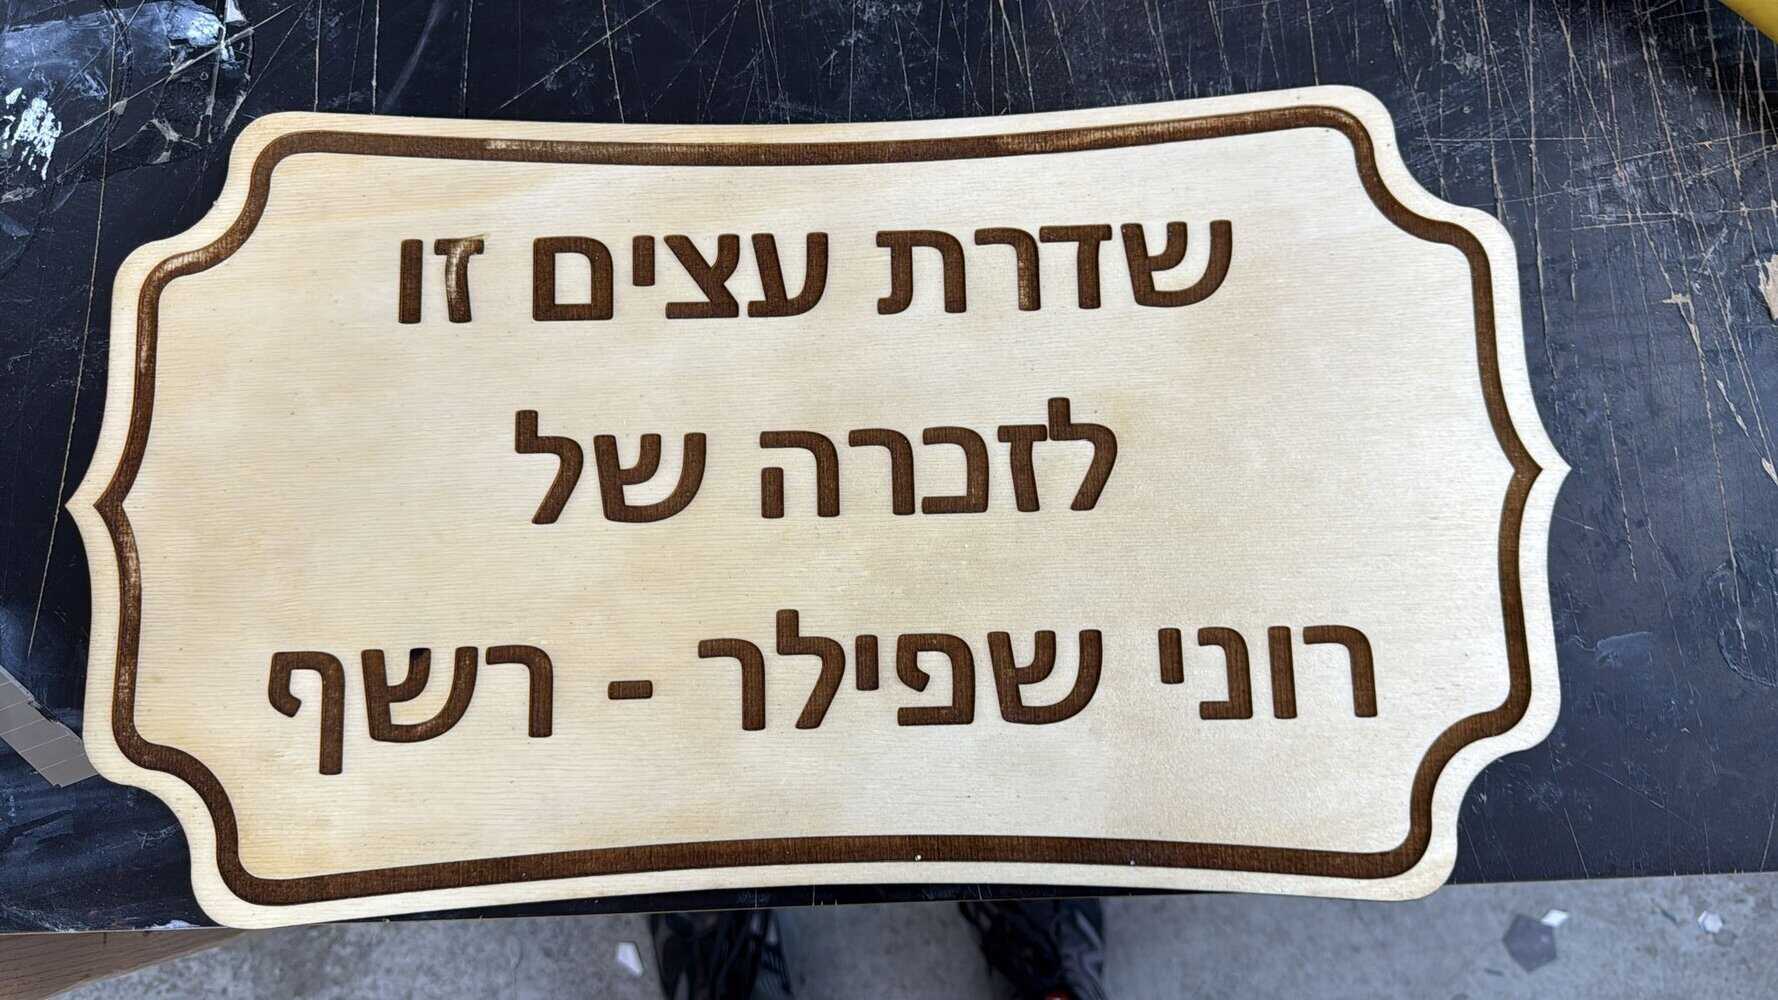 שדרת עצים זו
לזכרה של
רוני שפילר - רשף